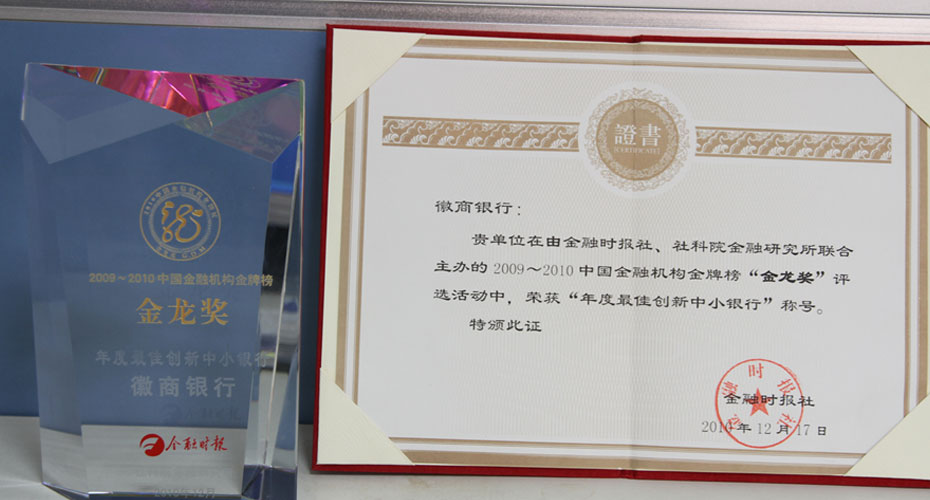 2009～2010中国金融机构金牌榜
金龙奖
年度最佳创新中小银行
徽商银行
金融时报
證書
CERTIFICATE
徽商银行：
贵单位在由金融时报社、社科院金融研究所联合
主办的2009～2010中国金融机构金牌榜“金龙奖”评
选活动中，荣获“年度最佳创新中小银行”称号。
特颁此证
金融时报社
2010年12月17日